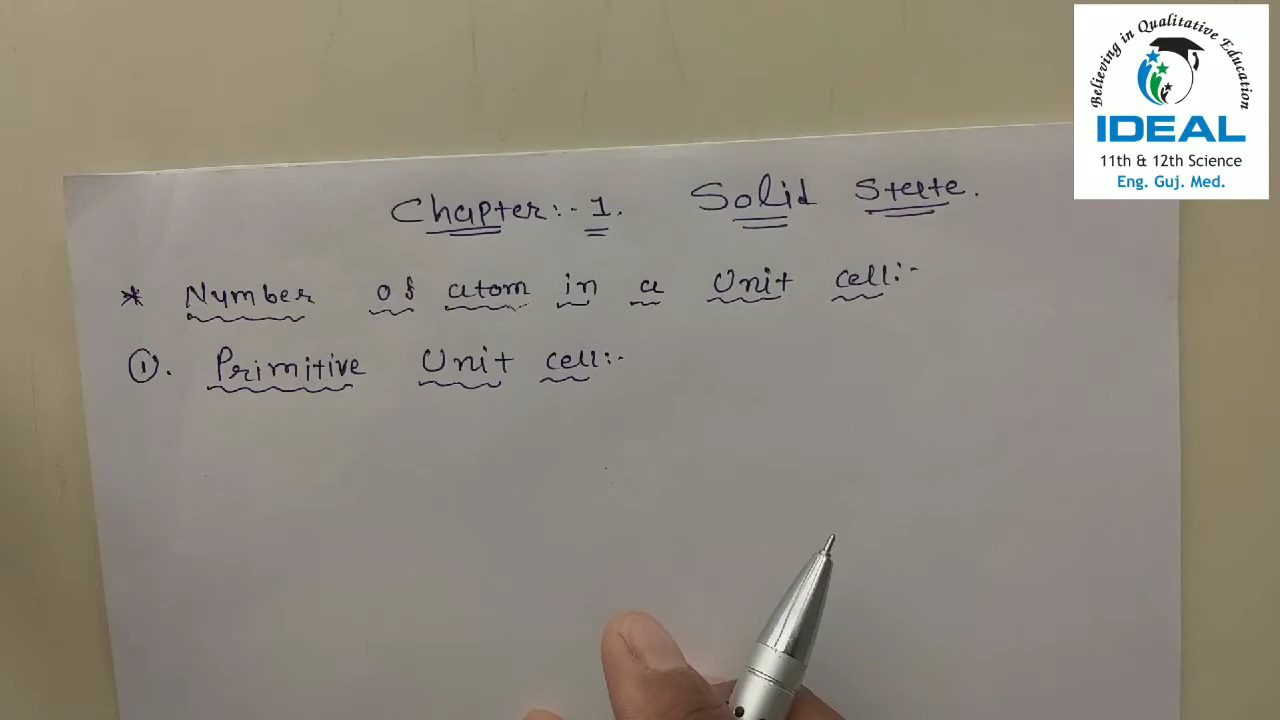 Believing in Qualitative Education
IDEAL
11th & 12th Science
Eng. Guj. Med.
Chapter:- 1. Solid State.
* Number of atom in a Unit cell:-
①. Primitive Unit cell:-